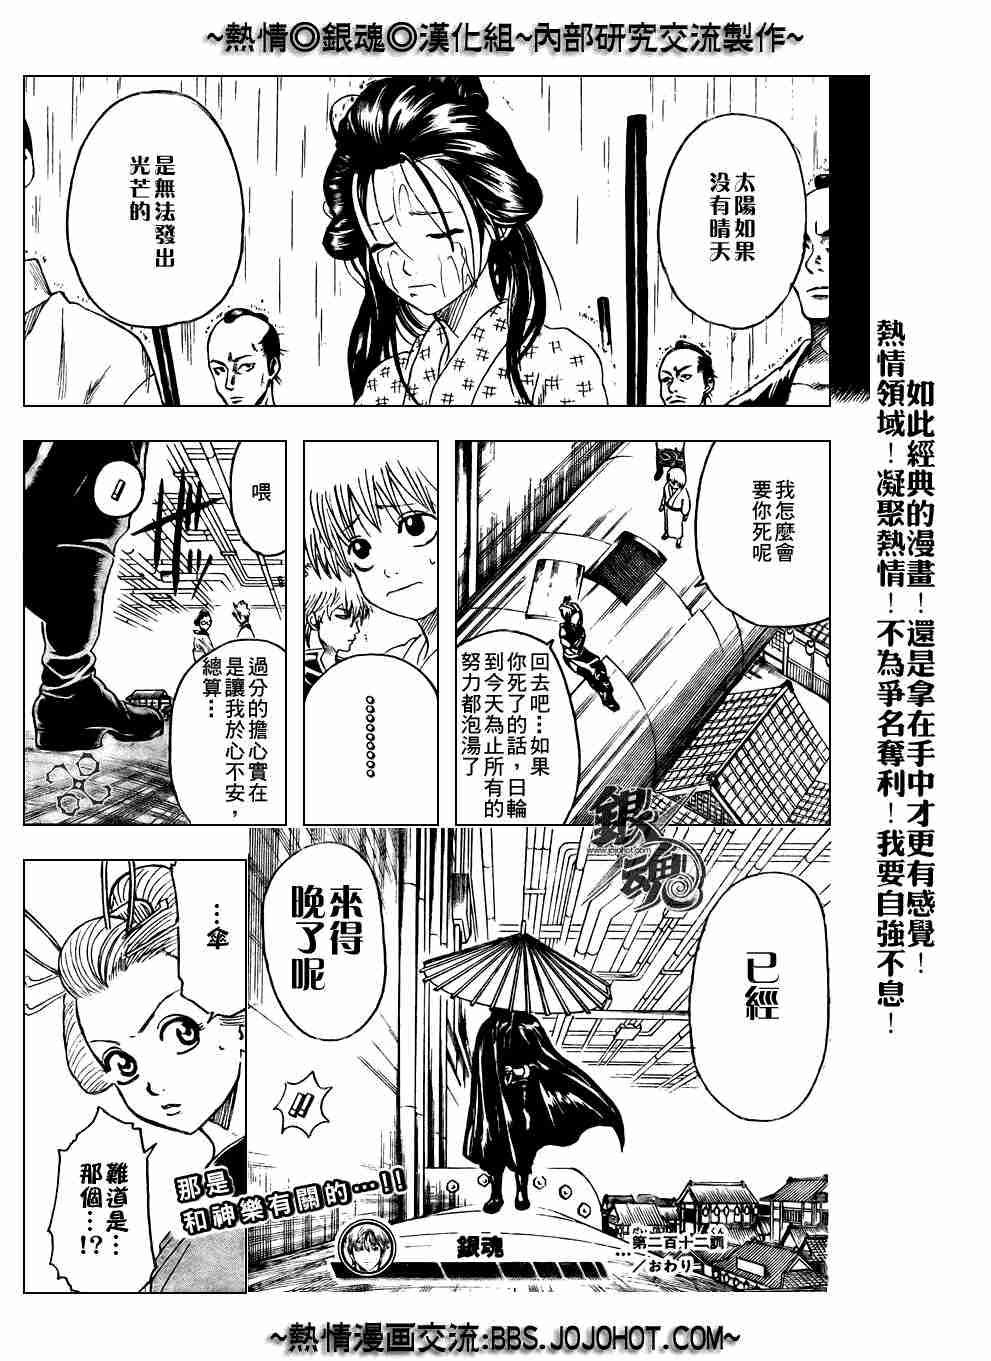 ~熱情◎銀魂◎漢化組~內部研究交流製作~
太陽如果
沒有晴天
是無法發出
光芒的
如此經典的漫畫！還是拿在手中才更有感覺！
熱情領域！凝聚熱情！不為爭名奪利！我要自強不息！
我怎麼會
要你死呢
回去吧…如果
你死了的話，日輪
到今天為止所有的
努力都泡湯了
………
喂
！
過分的擔心實在
是讓我於心不安，
總算…
銀魂
www.jojohot.com
已經
來得
晚了呢
!!
…傘
難道是…
那個…!?
那是
和神樂有關的…!!
銀魂
第二百十二訓
だい
くん
…／おわり
~熱情漫画交流:BBS.JOJOHOT.COM~